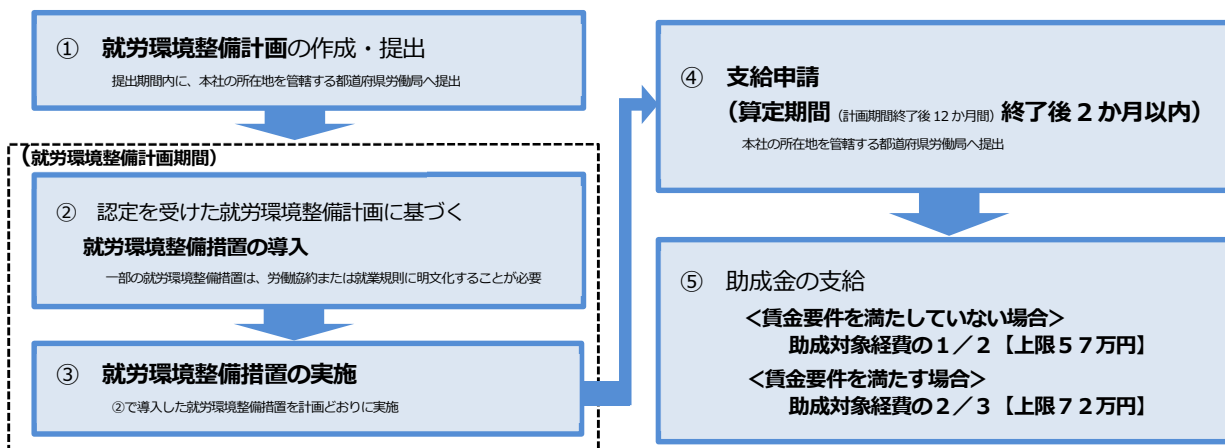 ① 就労環境整備計画の作成・提出
提出期間内に、本社の所在地を管轄する都道府県労働局へ提出
(就労環境整備計画期間)
② 認定を受けた就労環境整備計画に基づく
就労環境整備措置の導入
一部の就労環境整備措置は、労働協約または就業規則に明文化することが必要
③ 就労環境整備措置の実施
②で導入した就労環境整備措置を計画どおりに実施
④ 支給申請
(算定期間（計画期間終了後12か月間）終了後2か月以内)
本社の所在地を管轄する都道府県労働局へ提出
⑤ 助成金の支給
＜賃金要件を満たしていない場合＞
助成対象経費の1／2【上限57万円】
＜賃金要件を満たす場合＞
助成対象経費の2／3【上限72万円】